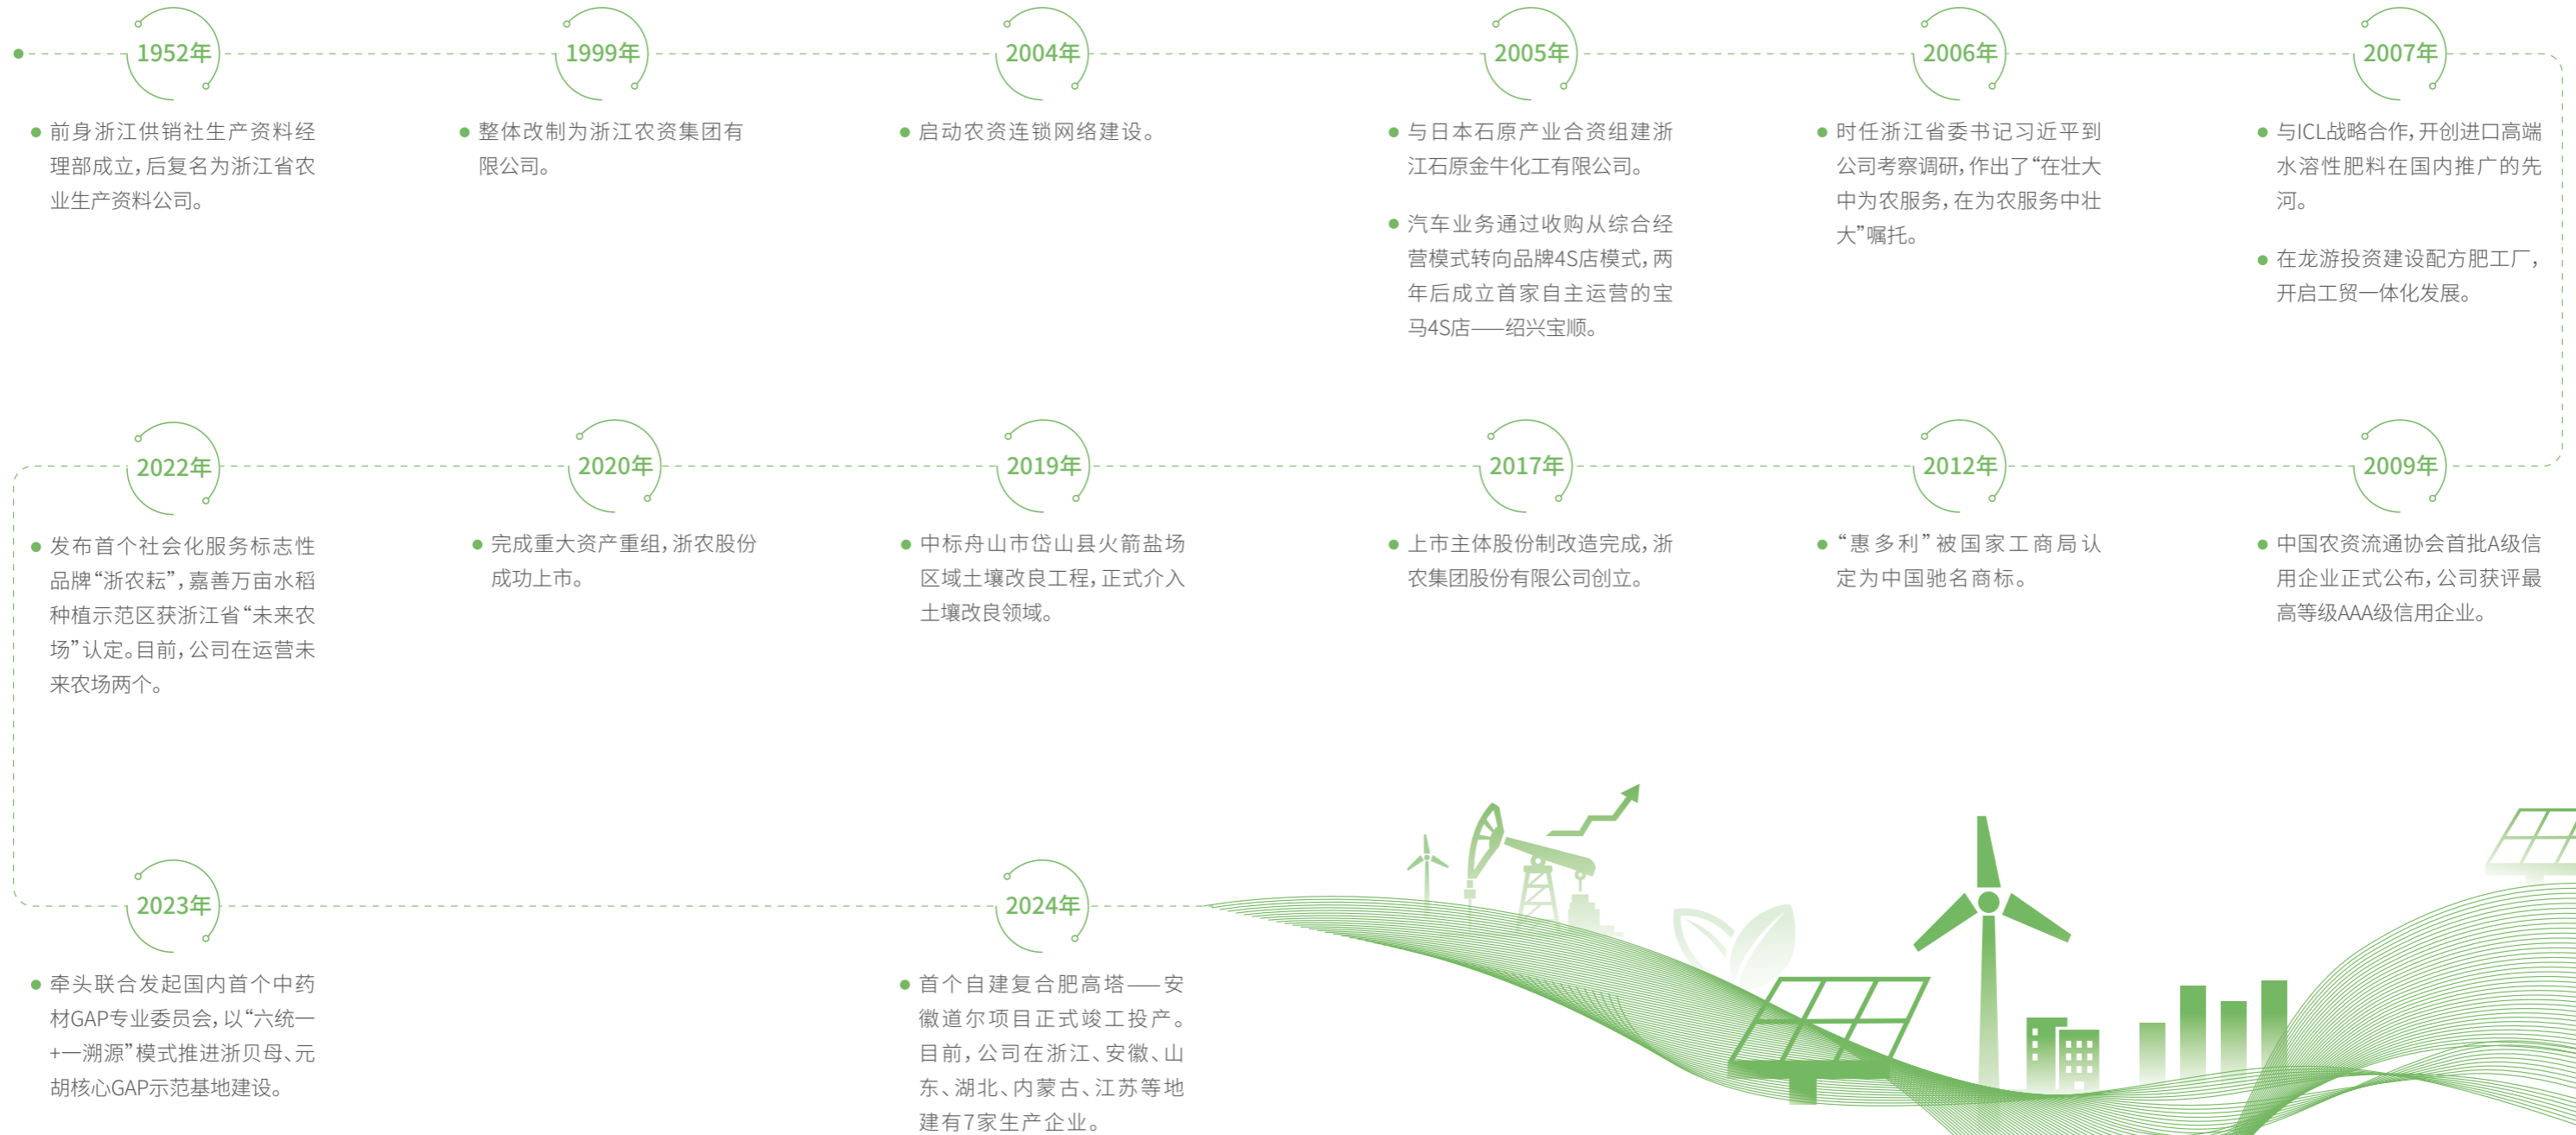 1952年
前身浙江供销社生产资料经
理部成立,后复名为浙江省农
业生产资料公司。
1999年
整体改制为浙江农资集团有
限公司。
2004年
启动农资连锁网络建设。
2005年
与日本石原产业合资组建浙
江石原金牛化工有限公司。
汽车业务通过收购从综合经
营模式转向品牌4S店模式,两
年后成立首家自主运营的宝
马4S店——绍兴宝顺。
2006年
时任浙江省委书记习近平到
公司考察调研,作出了“在壮大
中为农服务,在为农服务中壮
大”嘱托。
2007年
与ICL战略合作,开创进口高端
水溶性肥料在国内推广的先
河。
在龙游投资建设配方肥工厂,
开启工贸一体化发展。
2009年
中国农资流通协会首批A级信
用企业正式公布,公司获评最
高等级AAA级信用企业。
2012年
“惠多利”被国家工商局认
定为中国驰名商标。
2017年
上市主体股份制改造完成,浙
农集团股份有限公司创立。
2019年
中标舟山市岱山县火箭盐场
区域土壤改良工程,正式介入
土壤改良领域。
2020年
完成重大资产重组,浙农股份
成功上市。
2022年
发布首个社会化服务标志性
品牌“浙农耘”,嘉善万亩水稻
种植示范区获浙江省“未来农
场”认定。目前,公司在运营未
来农场两个。
2023年
牵头联合发起国内首个中药
材GAP专业委员会,以“六统一
+一溯源”模式推进浙贝母、元
胡核心GAP示范基地建设。
2024年
首个自建复合肥高塔——安
徽道尔项目正式竣工投产。
目前,公司在浙江、安徽、山
东、湖北、内蒙古、江苏等地
建有7家生产企业。